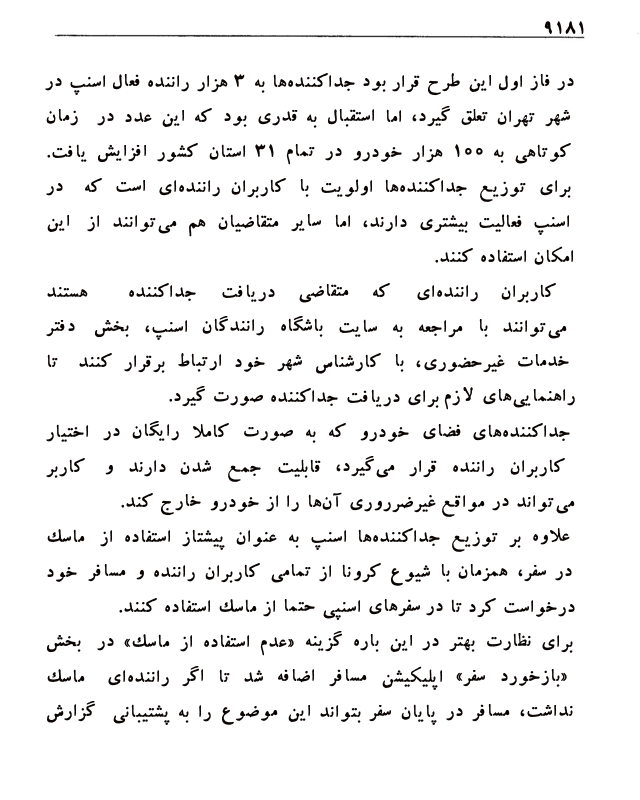 ۹۱۸۱
در فاز اول این طرح قرار بود جداکننده‌ها به ۳ هزار راننده فعال اسنپ در
شهر تهران تعلق گیرد، اما استقبال به قدری بود که این عدد در زمان
کوتاهی به ۱۰۰ هزار خودرو در تمام ۳۱ استان کشور افزایش یافت.
برای توزیع جداکننده‌ها اولویت با کاربران راننده‌ای است که در
اسنپ فعالیت بیشتری دارند، اما سایر متقاضیان هم می‌توانند از این
امکان استفاده کنند.
کاربران راننده‌ای که متقاضی دریافت جداکننده هستند
می‌توانند با مراجعه به سایت باشگاه رانندگان اسنپ، بخش دفتر
خدمات غیرحضوری، با کارشناس شهر خود ارتباط برقرار کنند تا
راهنمایی‌های لازم برای دریافت جداکننده صورت گیرد.
جداکننده‌های فضای خودرو که به صورت کاملا رایگان در اختیار
کاربران راننده قرار می‌گیرد، قابلیت جمع شدن دارند و کاربر
می‌تواند در مواقع غیرضرروری آن‌ها را از خودرو خارج کند.
علاوه بر توزیع جداکننده‌ها اسنپ به عنوان پیشتاز استفاده از ماسک
در سفر، همزمان با شیوع کرونا از تمامی کاربران راننده و مسافر خود
درخواست کرد تا در سفرهای اسنپی حتما از ماسک استفاده کنند.
برای نظارت بهتر در این باره گزینه «عدم استفاده از ماسک» در بخش
«بازخورد سفر» اپلیکیشن مسافر اضافه شد تا اگر راننده‌ای ماسک
نداشت، مسافر در پایان سفر بتواند این موضوع را به پشتیبانی گزارش